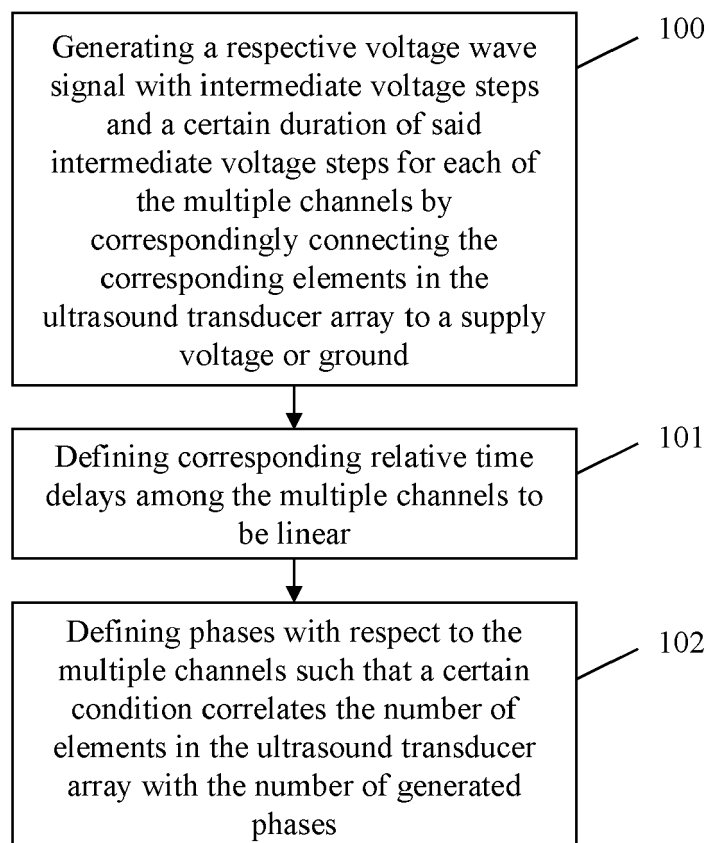 Generating a respective voltage wave
signal with intermediate voltage steps
and a certain duration of said
intermediate voltage steps for each of
the multiple channels by
correspondingly connecting the
corresponding elements in the
ultrasound transducer array to a supply
voltage or ground
100
Defining corresponding relative time
delays among the multiple channels to
be linear
101
Defining phases with respect to the
multiple channels such that a certain
condition correlates the number of
elements in the ultrasound transducer
array with the number of generated
phases
102